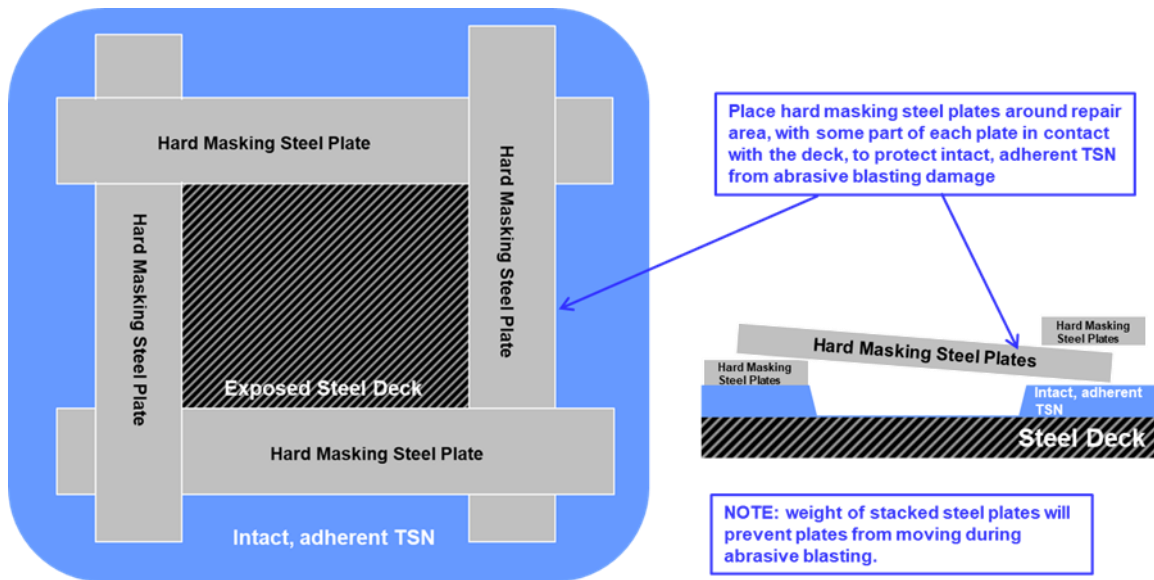 Hard Masking Steel Plate
Hard Masking Steel Plate
Hard Masking Steel Plate
Exposed Steel Deck
Hard Masking Steel Plate
Intact, adherent TSN
Place hard masking steel plates around repair
area, with some part of each plate in contact
with the deck, to protect intact, adherent TSN
from abrasive blasting damage
Hard Masking
Steel Plates
Hard Masking Steel Plates
Hard Masking
Steel Plates
Intact, adherent
TSN
Steel Deck
NOTE: weight of stacked steel plates will
prevent plates from moving during
abrasive blasting.